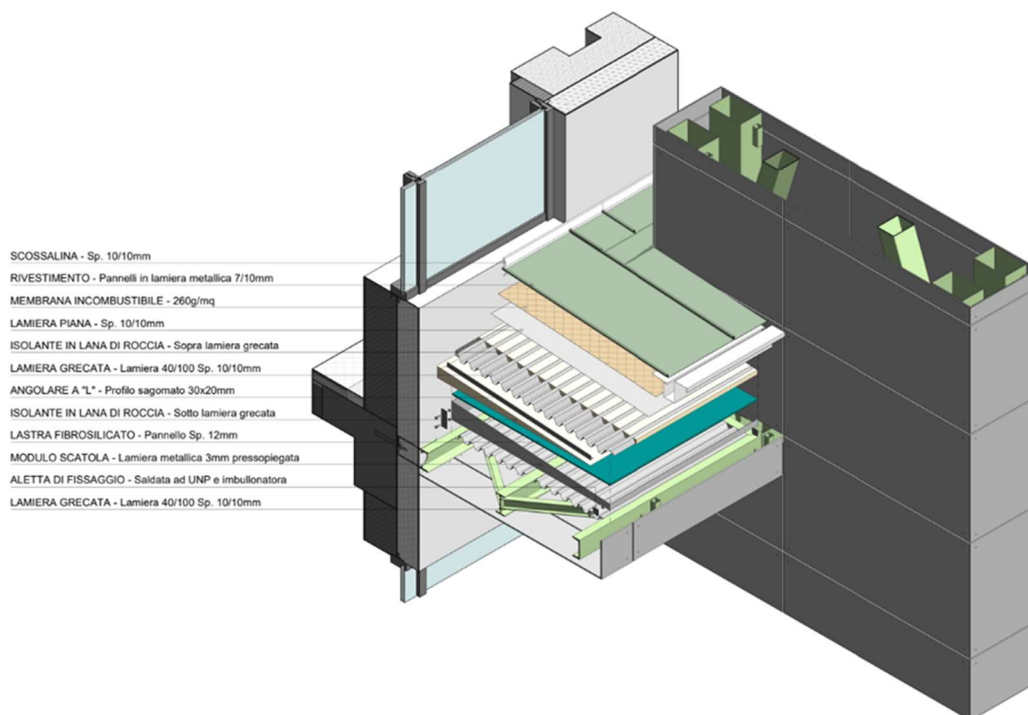 SCOSSALINA - Sp. 10/10mm
RIVESTIMENTO - Pannelli in lamiera metallica 7/10mm
MEMBRANA INCOMBUSTIBILE - 260g/mq
LAMIERA PIANA - Sp. 10/10mm
ISOLANTE IN LANA DI ROCCIA - Sopra lamiera grecata
LAMIERA GRECATA - Lamiera 40/100 Sp. 10/10mm
ANGOLARE A "L" - Profilo sagomato 30x20mm
ISOLANTE IN LANA DI ROCCIA - Sotto lamiera grecata
LASTRA FIBROSILICATO - Pannello Sp. 12mm
MODULO SCATOLA - Lamiera metallica 3mm pressopiegata
ALETTA DI FISSAGGIO - Saldata ad UNP e imbullonatora
LAMIERA GRECATA - Lamiera 40/100 Sp. 10/10mm